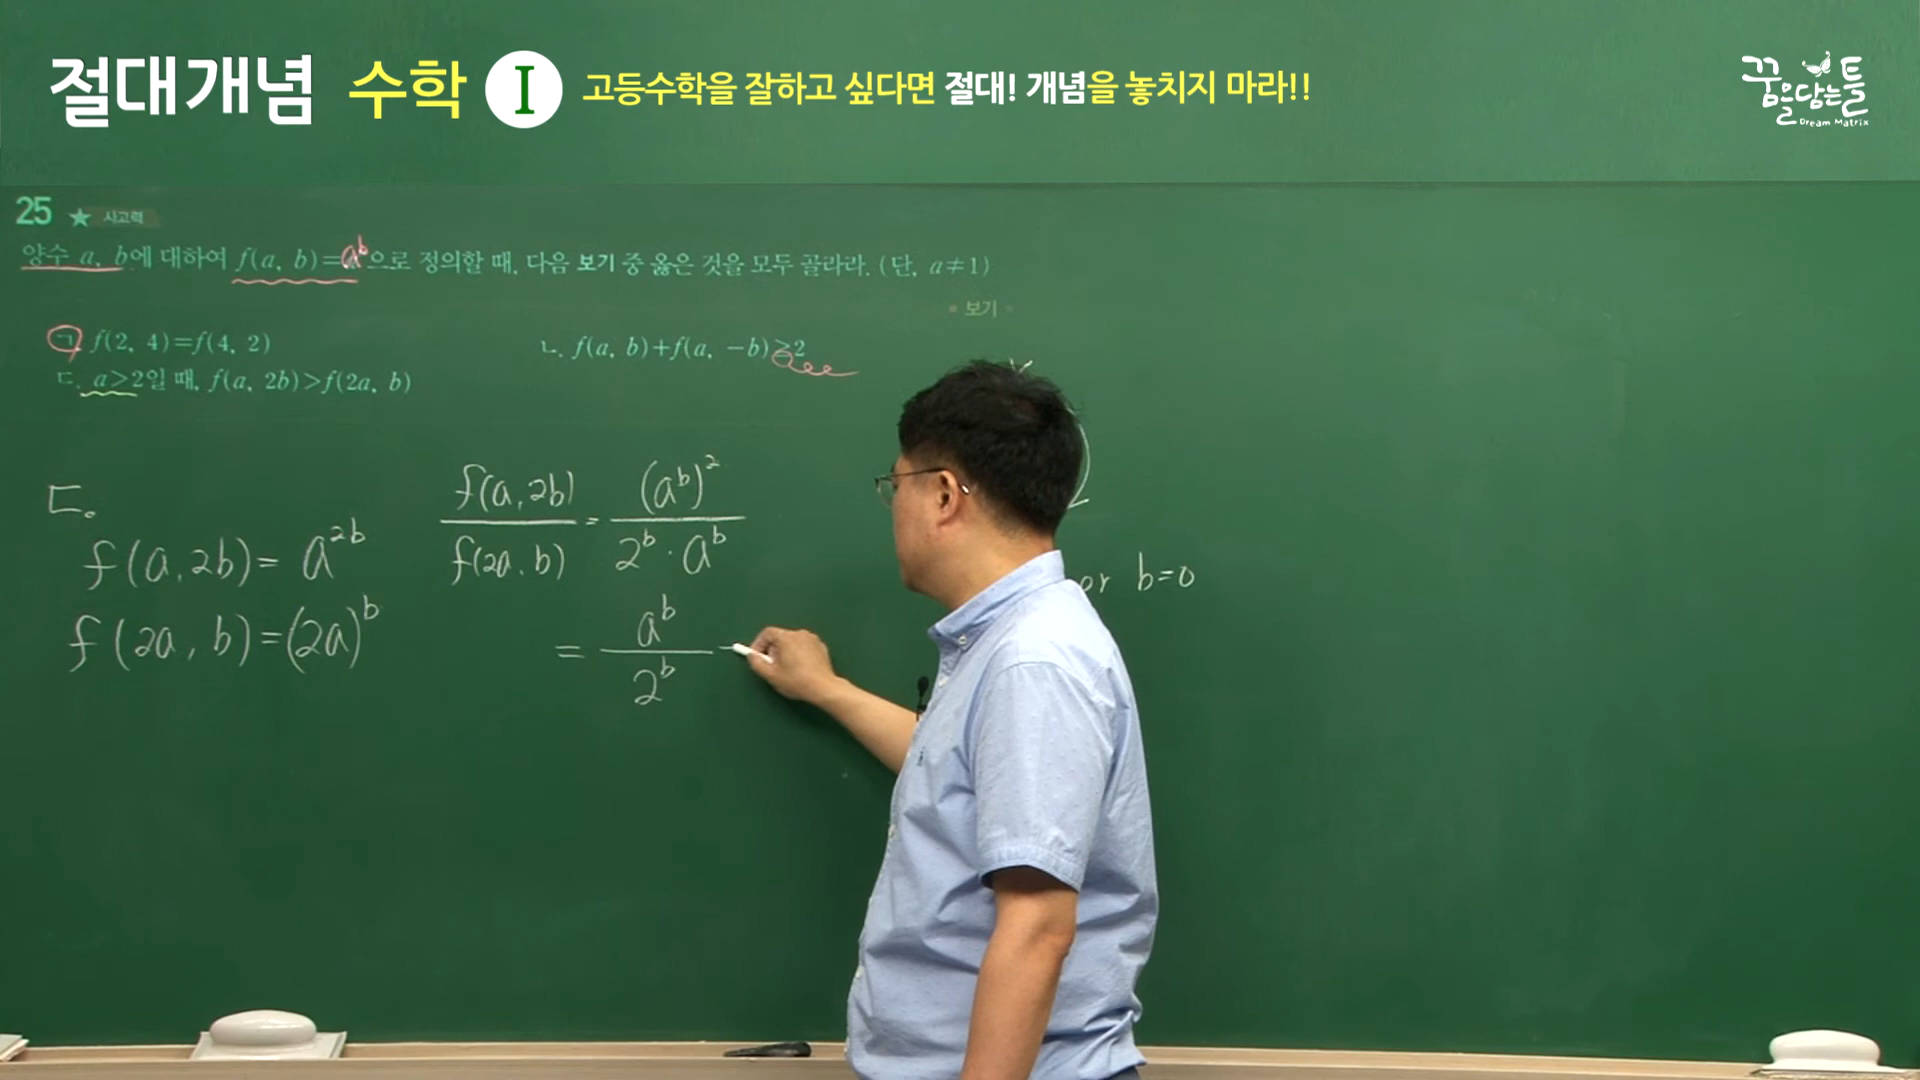 절대개념 수학 I 고등수학을 잘하고 싶다면 절대! 개념을 놓치지 마라!!
꿈을담는틀
Dream Matrix
25 ★ 사고력
양수 a, b에 대하여 f(a, b)=a^b으로 정의할 때, 다음 보기 중 옳은 것을 모두 골라라. (단, a≠1)
보기
ㄱ. f(2, 4)=f(4, 2)
ㄴ. f(a, b)+f(a, -b)≥2
ㄷ. a>2일 때, f(a, 2b)>f(2a, b)
ㄷ.
f(a, 2b) = a^{2b}
f(2a, b) = (2a)^b
f(a, 2b) / f(2a, b) = (a^b)^2 / 2^b · a^b
= a^b / 2^b
or b=0